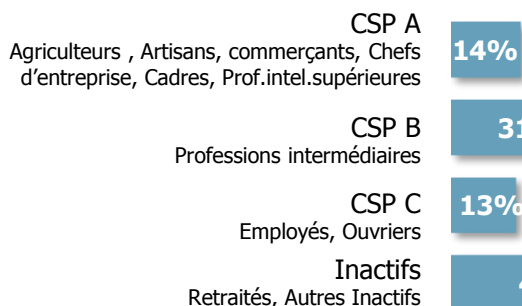 CSP A
Agriculteurs , Artisans, commerçants, Chefs
d'entreprise, Cadres, Prof.intel.supérieures
14%
CSP B
Professions intermédiaires
31
CSP C
Employés, Ouvriers
13%
Inactifs
Retraités, Autres Inactifs